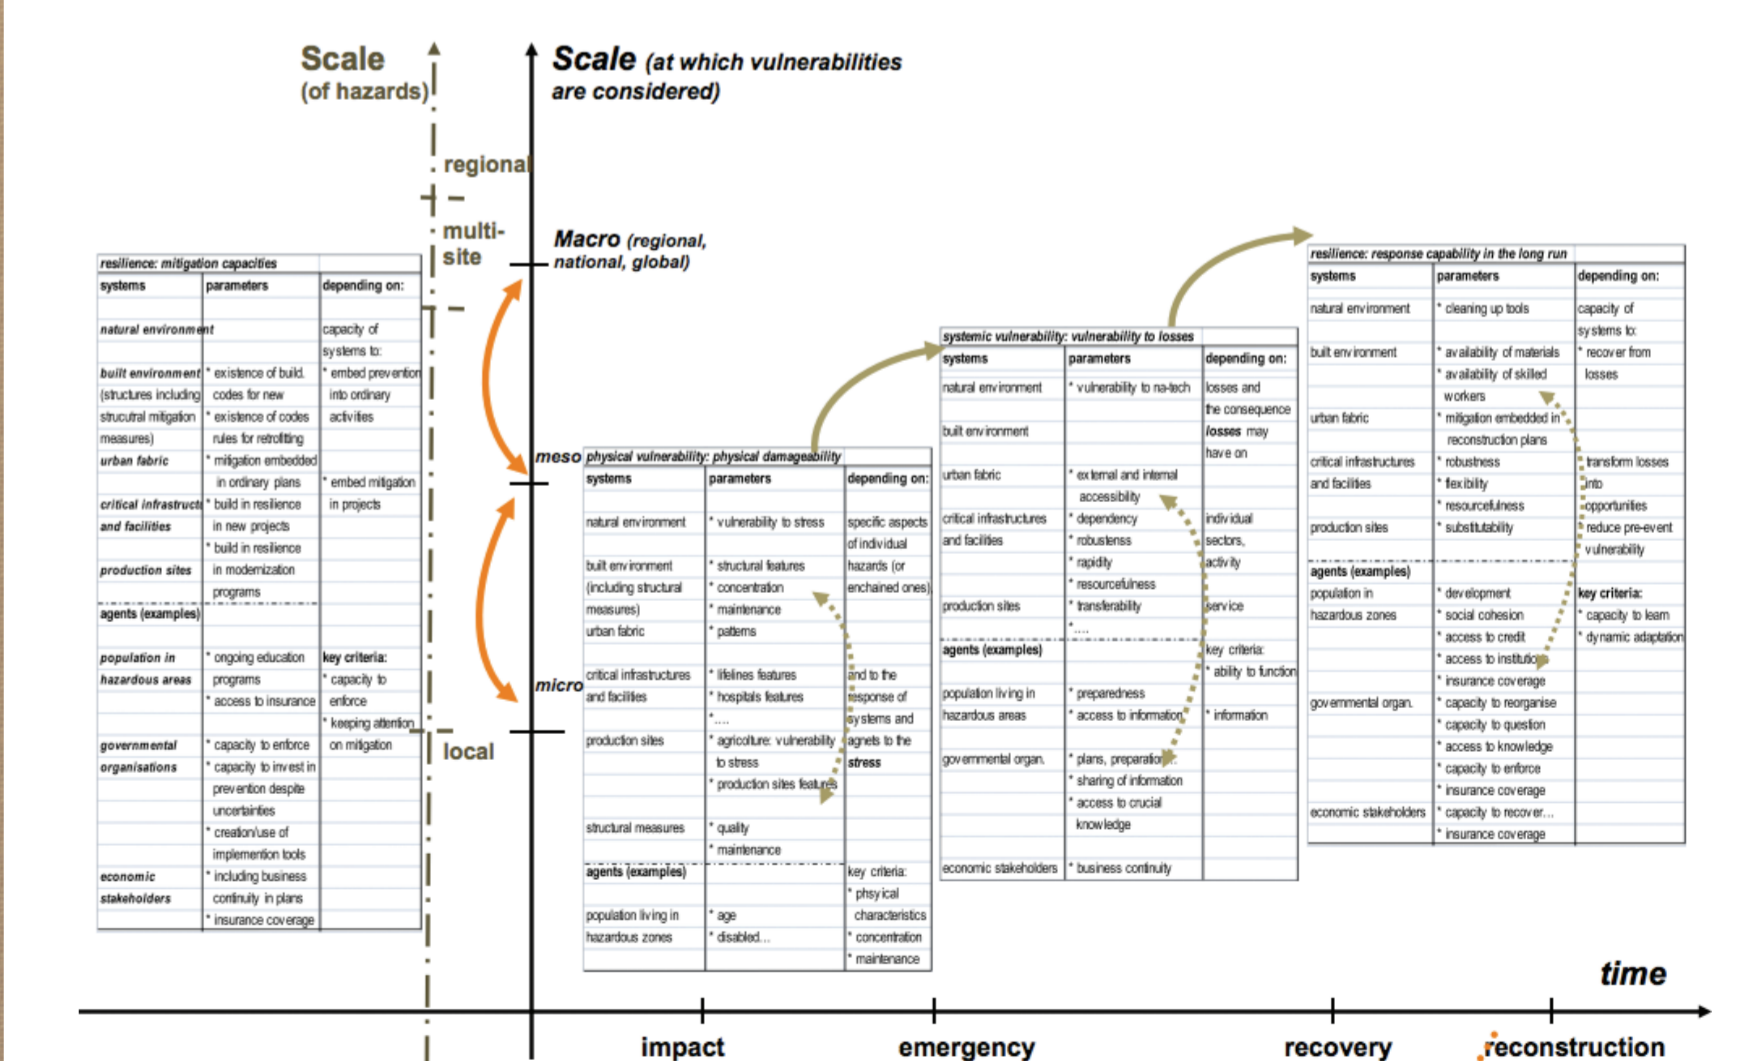 Scale
(of hazards)
Scale (at which vulnerabilities
are considered)
regional
multi-
site
Macro (regional,
national, global)
meso
micro
local
resilience: mitigation capacities
systems parameters depending on:
natural environment capacity of
systems to:
built environment * existence of build. * embed prevention
(structures including codes for new into ordinary
strucutral mitigation * existence of codes activities
measures) rules for retrofitting
urban fabric * mitigation embedded
in ordinary plans * embed mitigation
critical infrastructu * build in resilience in projects
and facilities in new projects
* build in resilience
production sites in modernization
programs
agents (examples)
population in * ongoing education key criteria:
hazardous areas programs * capacity to
* access to insurance enforce
* keeping attention
governmental * capacity to enforce on mitigation
organisations * capacity to invest in
prevention despite
uncertainties
* creation/use of
implemention tools
economic * including business
stakeholders continuity in plans
* insurance coverage
physical vulnerability: physical damageability
systems parameters depending on:
natural environment * vulnerability to stress specific aspects
of individual
built environment * structural features hazards (or
(including structural * concentration enchained ones)
measures) * maintenance
urban fabric * patterns
critical infrastructures * lifelines features and to the
and facilities * hospitals features response of
*.... systems and
production sites * agricolture: vulnerability agnets to the
to stress stress
* production sites features
structural measures * quality
* maintenance
agents (examples) key criteria:
* phsyical
population living in * age characteristics
hazardous zones * disabled... * concentration
* maintenance
systemic vulnerability: vulnerability to losses
systems parameters depending on:
natural environment * vulnerability to na-tech losses and
the consequence
built environment losses may
have on
urban fabric * external and internal
accessibility
critical infrastructures * dependency individual
and facilities * robustenss sectors,
* rapidity activity
* resourcefulness
production sites * transferability service
*....
agents (examples) key criteria:
* ability to function
population living in * preparedness
hazardous areas * access to information * information
governmental organ. * plans, preparation...
* sharing of information
* access to crucial
knowledge
economic stakeholders * business continuity
resilience: response capability in the long run
systems parameters depending on:
natural environment * cleaning up tools capacity of
systems to:
built environment * availability of materials * recover from
* availability of skilled losses
workers
urban fabric * mitigation embedded in
reconstruction plans
critical infrastructures * robustness transform losses
and facilities * flexibility into
* resourcefulness opportunities
production sites * substitutability * reduce pre-event
vulnerability
agents (examples)
population in * development key criteria:
hazardous zones * social cohesion * capacity to learn
* access to credit * dynamic adaptation
* access to institutions
* insurance coverage
governmental organ. * capacity to reorganise
* capacity to question
* access to knowledge
* capacity to enforce
* insurance coverage
economic stakeholders * capacity to recover...
* insurance coverage
time
impact emergency recovery reconstruction